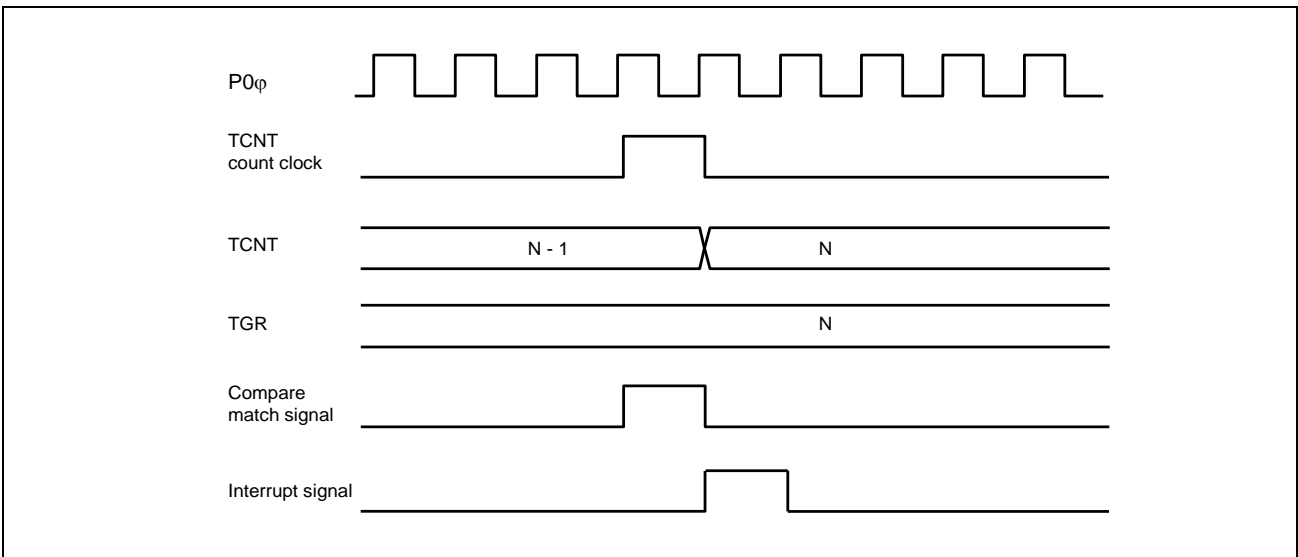 P0φ
TCNT
count clock
TCNT
N - 1
N
TGR
N
Compare
match signal
Interrupt signal